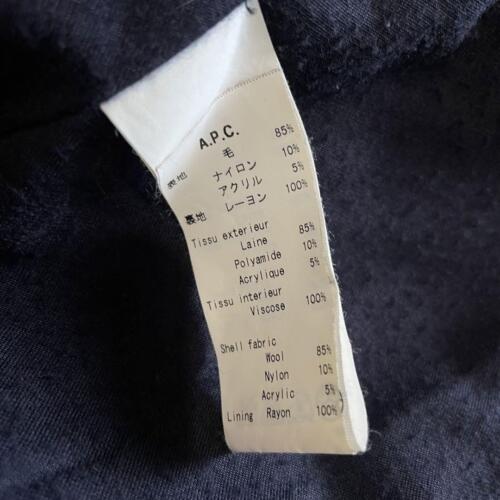 A.P.C.
表地 毛 85%
ナイロン 10%
アクリル 5%
裏地 レーヨン 100%
Tissu exterieur
Laine 85%
Polyamide 10%
Acrylique 5%
Tissu interieur
Viscose 100%
Shell fabric
Wool 85%
Nylon 10%
Acrylic 5%
Lining Rayon 100%